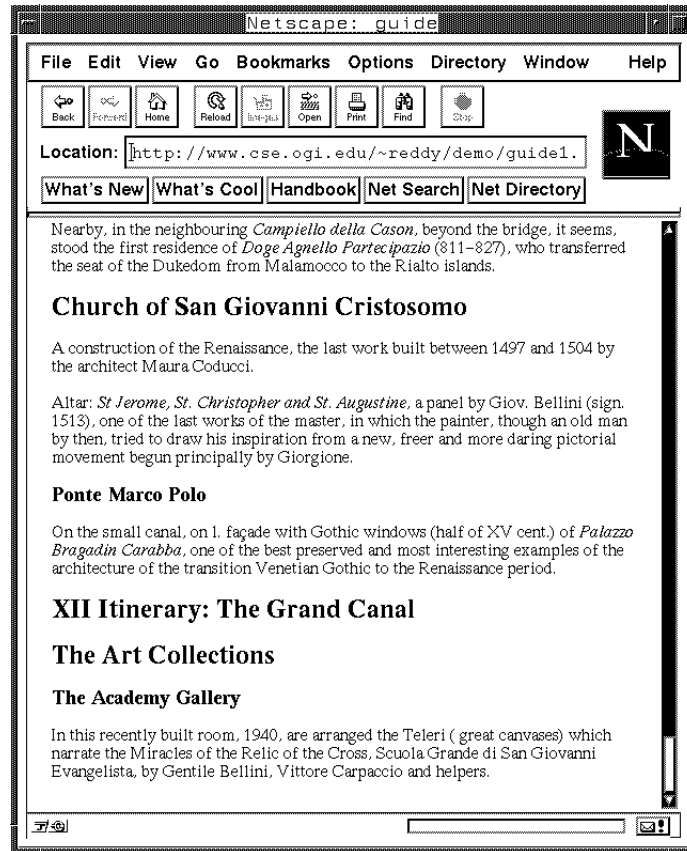 Netscape: guide
File Edit View Go Bookmarks Options Directory Window Help
Back Forward Home Reload Images Open Print Find Stop
N
Location: http://www.cse.ogi.edu/~reddy/demo/guide1.
What's New What's Cool Handbook Net Search Net Directory
Nearby, in the neighbouring Campiello della Cason, beyond the bridge, it seems,
stood the first residence of Doge Agnello Partecipazio (811–827), who transferred
the seat of the Dukedom from Malamocco to the Rialto islands.
Church of San Giovanni Cristosomo
A construction of the Renaissance, the last work built between 1497 and 1504 by
the architect Maura Coducci.
Altar: St Jerome, St. Christopher and St. Augustine, a panel by Giov. Bellini (sign.
1513), one of the last works of the master, in which the painter, though an old man
by then, tried to draw his inspiration from a new, freer and more daring pictorial
movement begun principally by Giorgione.
Ponte Marco Polo
On the small canal, on l. façade with Gothic windows (half of XV cent.) of Palazzo
Bragadin Carabba, one of the best preserved and most interesting examples of the
architecture of the transition Venetian Gothic to the Renaissance period.
XII Itinerary: The Grand Canal
The Art Collections
The Academy Gallery
In this recently built room, 1940, are arranged the Teleri ( great canvases) which
narrate the Miracles of the Relic of the Cross, Scuola Grande di San Giovanni
Evangelista, by Gentile Bellini, Vittore Carpaccio and helpers.